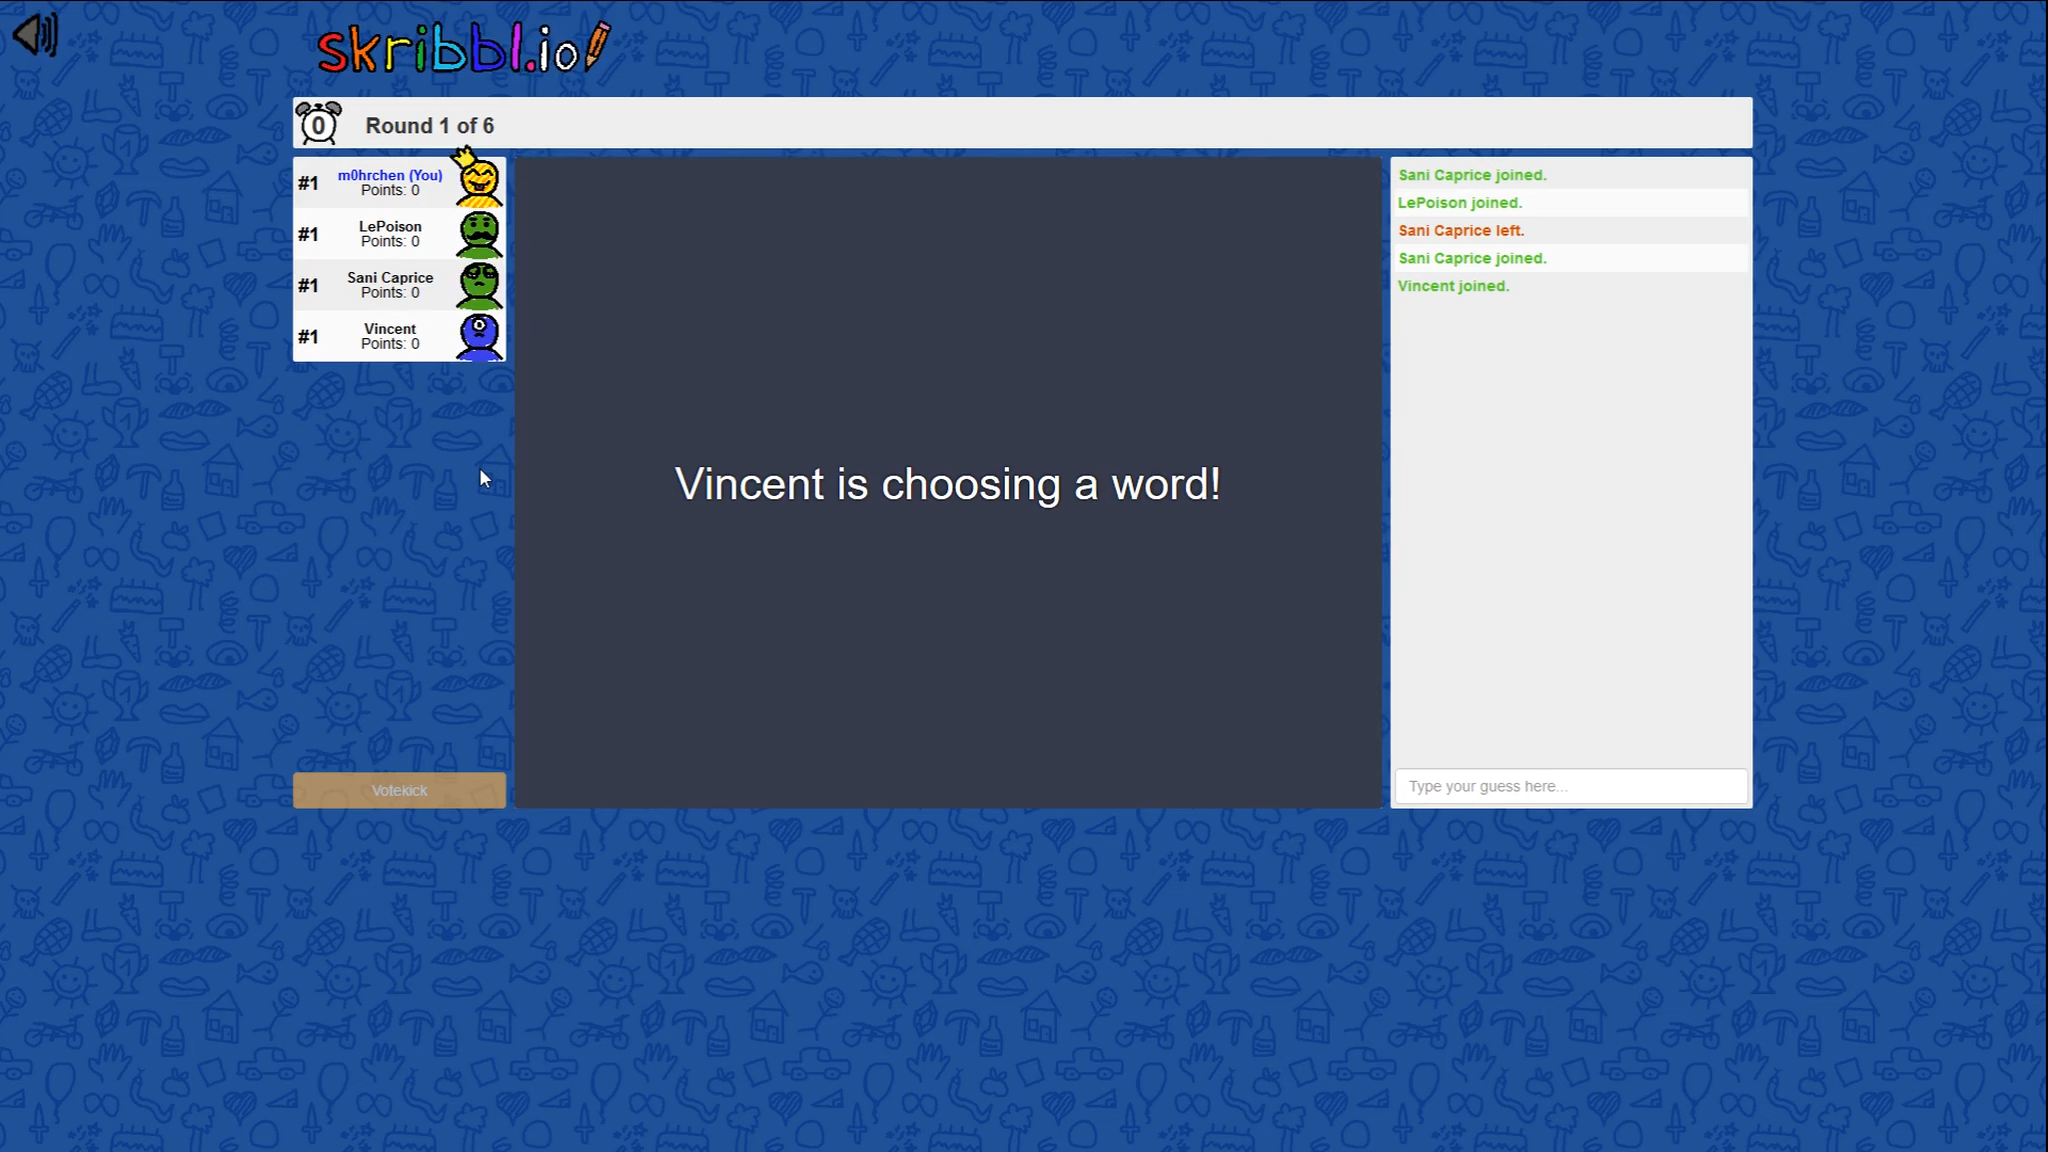 skribbl.io
0
Round 1 of 6
#1
m0hrchen (You)
Points: 0
#1
LePoison
Points: 0
#1
Sani Caprice
Points: 0
#1
Vincent
Points: 0
Votekick
Vincent is choosing a word!
Sani Caprice joined.
LePoison joined.
Sani Caprice left.
Sani Caprice joined.
Vincent joined.
Type your guess here...